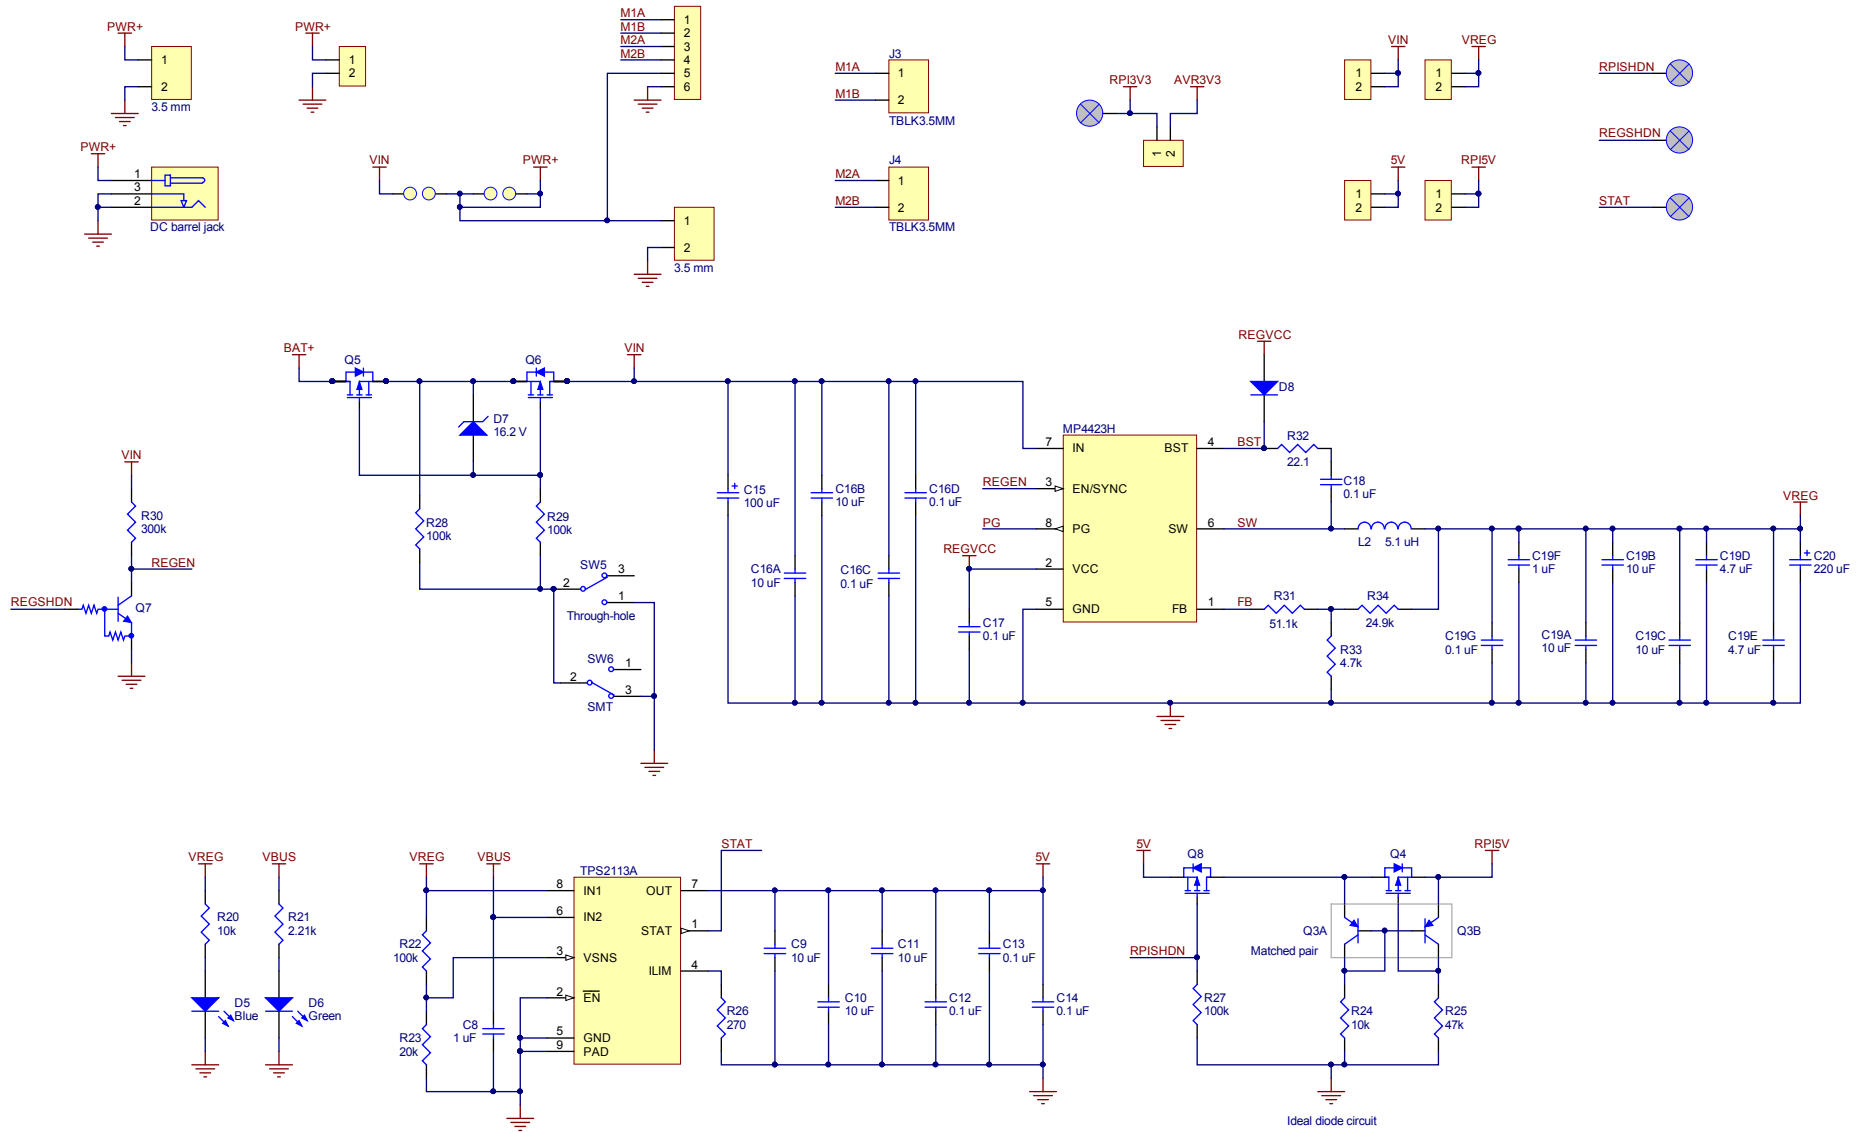 PWR+
1
2
3.5 mm
PWR+
1
2
M1A
M1B
M2A
M2B
1
2
3
4
5
6
J3
M1A
1
M1B
2
TBLK3.5MM
RPI3V3
AVR3V3
1
2
VIN
1
2
VREG
1
2
RPISHDN
REGSHDN
PWR+
1
3
2
DC barrel jack
VIN
PWR+
1
2
3.5 mm
J4
M2A
1
M2B
2
TBLK3.5MM
5V
1
2
RPI5V
1
2
STAT
BAT+
Q5
Q6
VIN
D7
16.2 V
R28
100k
R29
100k
SW5
2
3
1
Through-hole
SW6
1
2
3
SMT
VIN
R30
300k
REGEN
REGSHDN
Q7
C15
100 uF
C16A
10 uF
C16B
10 uF
C16C
0.1 uF
C16D
0.1 uF
REGVCC
D8
MP4423H
7
IN
BST
4
BST
R32
22.1
REGEN
3
EN/SYNC
C18
0.1 uF
PG
8
PG
SW
6
SW
L2
5.1 uH
REGVCC
2
VCC
5
GND
FB
1
FB
R31
51.1k
R34
24.9k
C17
0.1 uF
R33
4.7k
VREG
C19F
1 uF
C19B
10 uF
C19D
4.7 uF
C20
220 uF
C19G
0.1 uF
C19A
10 uF
C19C
10 uF
C19E
4.7 uF
VREG
R20
10k
D5
Blue
VBUS
R21
2.21k
D6
Green
VREG
VBUS
R22
100k
R23
20k
C8
1 uF
TPS2113A
8
IN1
6
IN2
3
VSNS
2
EN
5
GND
9
PAD
OUT
7
STAT
1
ILIM
4
STAT
R26
270
5V
C9
10 uF
C10
10 uF
C11
10 uF
C12
0.1 uF
C13
0.1 uF
C14
0.1 uF
5V
Q8
Q4
RPI5V
Q3A
Q3B
Matched pair
RPISHDN
R27
100k
R24
10k
R25
47k
Ideal diode circuit